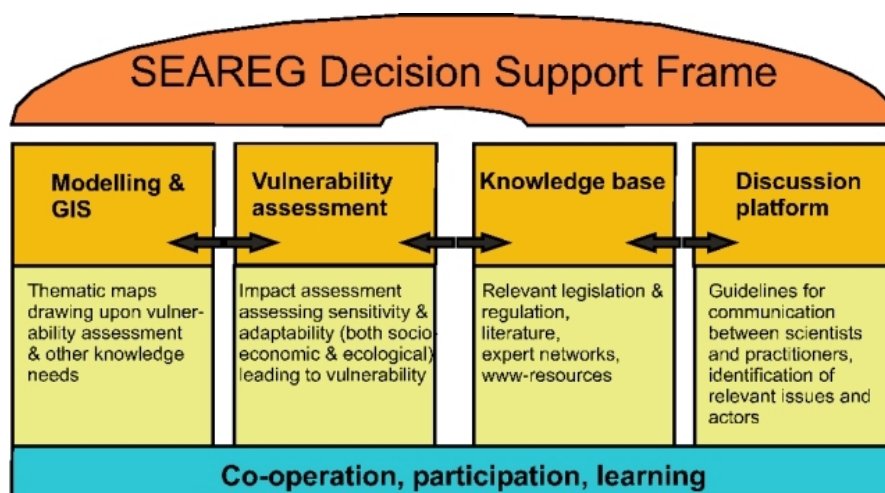 SEAREG Decision Support Frame
Modelling &
GIS
Thematic maps
drawing upon vulner-
ability assessment
& other knowledge
needs
Vulnerability
assessment
Impact assessment
assessing sensitivity &
adaptability (both socio-
economic & ecological)
leading to vulnerability
Knowledge base
Relevant legislation &
regulation,
literature,
expert networks,
www-resources
Discussion
platform
Guidelines for
communication
between scientists
and practitioners,
identification of
relevant issues and
actors
Co-operation, participation, learning